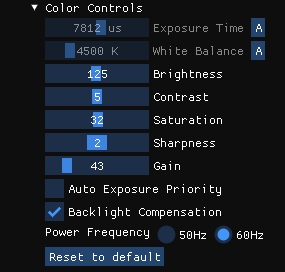 Color Controls
7812 us Exposure Time A
4500 K White Balance A
125 Brightness
5 Contrast
32 Saturation
2 Sharpness
43 Gain
Auto Exposure Priority
Backlight Compensation
Power Frequency 50Hz 60Hz
Reset to default